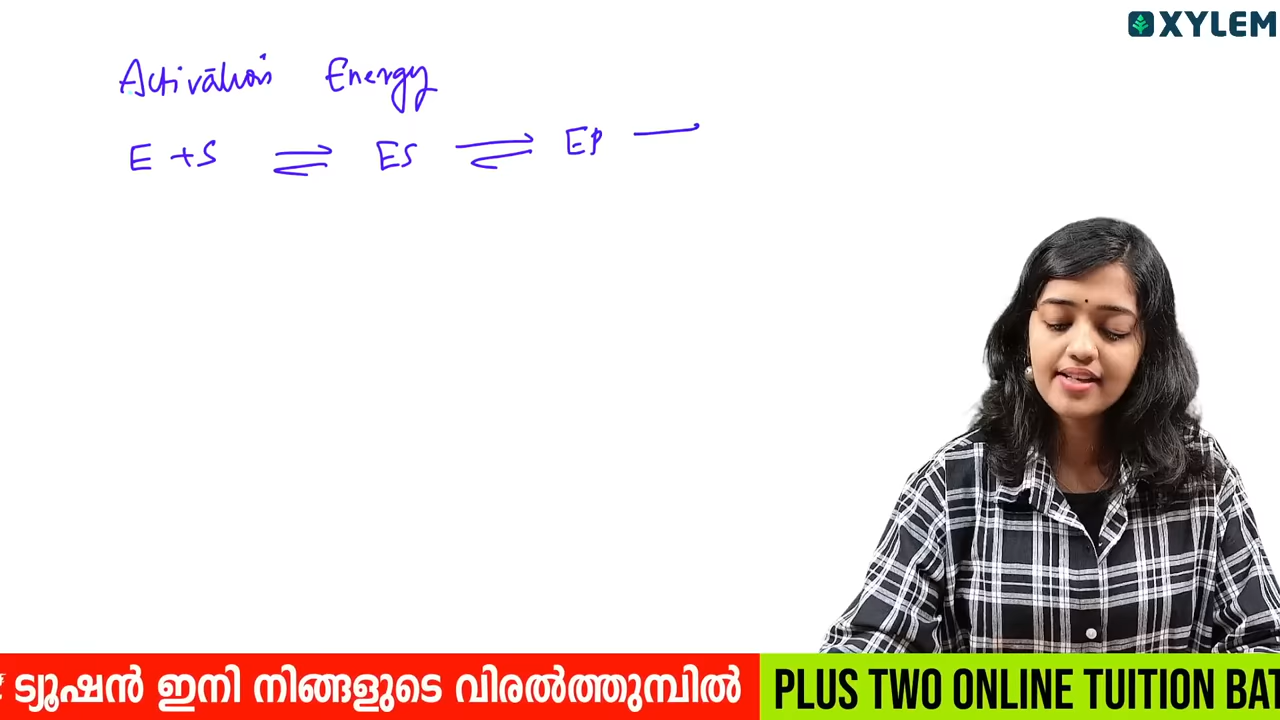 XYLEM
Activation Energy
E + S ⇌ ES ⇌ EP →
ട്യൂഷൻ ഇനി നിങ്ങളുടെ വിരൽത്തുമ്പിൽ
PLUS TWO ONLINE TUITION BAT